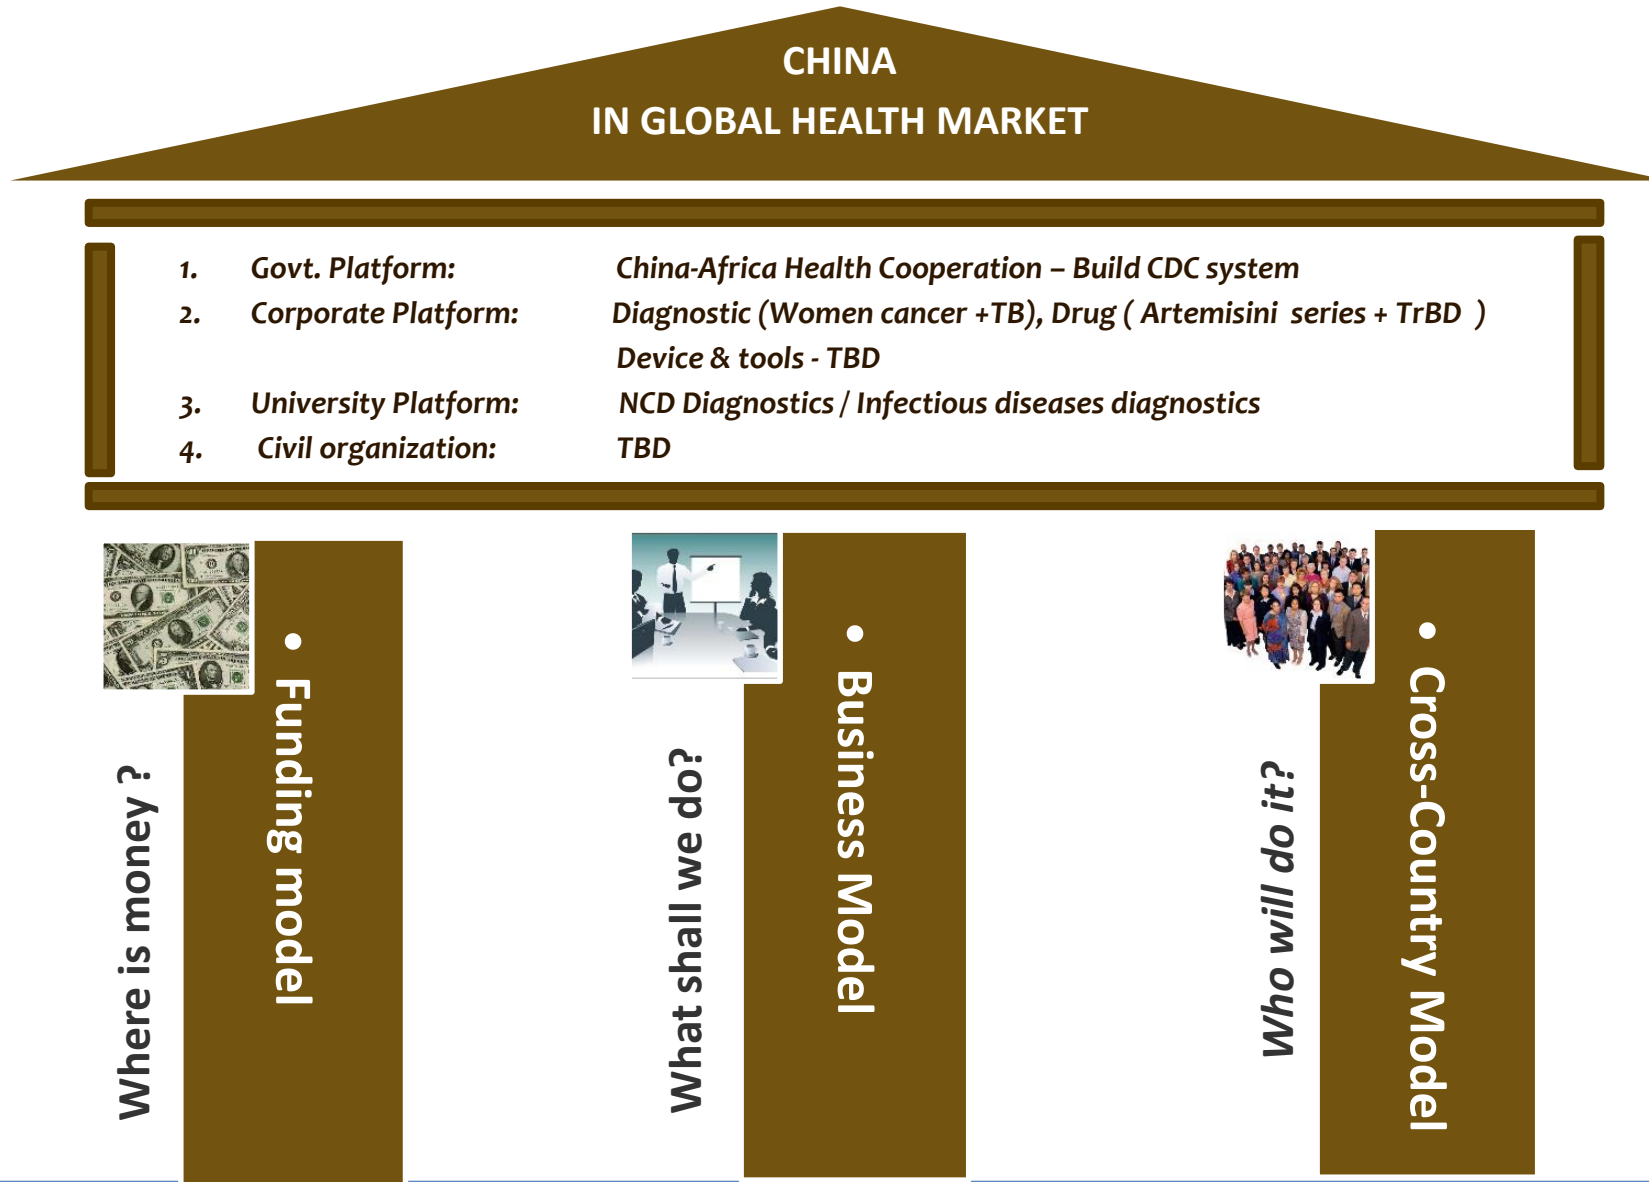 CHINA
IN GLOBAL HEALTH MARKET
1. Govt. Platform: China-Africa Health Cooperation – Build CDC system
2. Corporate Platform: Diagnostic (Women cancer +TB), Drug ( Artemisini series + TrBD )
Device & tools - TBD
3. University Platform: NCD Diagnostics / Infectious diseases diagnostics
4. Civil organization: TBD
Where is money ?
• Funding model
What shall we do?
• Business Model
Who will do it?
• Cross-Country Model